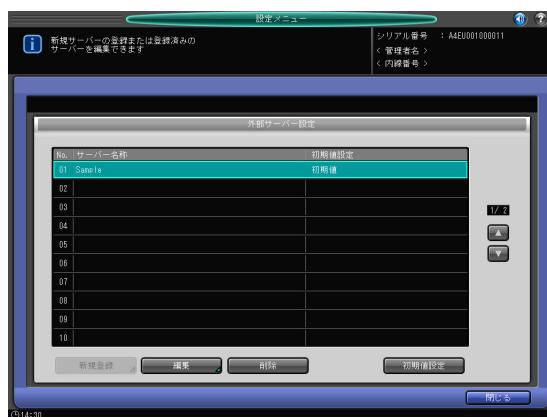 設定メニュー
新規サーバーの登録または登録済みの
サーバーを編集できます
シリアル番号 : A4EU001000011
< 管理者名 >
< 内線番号 >
外部サーバー設定
No. サーバー名称 初期値設定
01 Sample 初期値
02
03
04
05
06
07
08
09
10
1/ 2
新規登録 編集 削除 初期値設定
閉じる
14:30